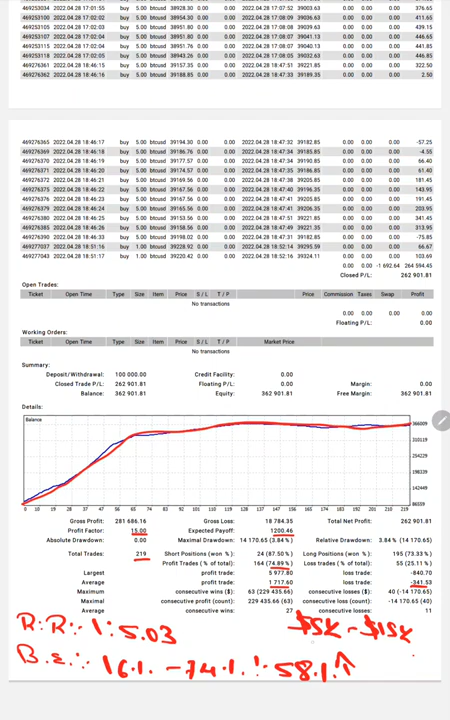 469253054 2022.04.28 17:01:55 buy 5.00 btcusd 38928.30 0.00 0.00 2022.04.28 17:07:52 39003.63 0.00 0.00 0.00 376.65
469253100 2022.04.28 17:02:02 buy 5.00 btcusd 38954.30 0.00 0.00 2022.04.28 17:08:09 39036.63 0.00 0.00 0.00 411.65
469253107 2022.04.28 17:02:03 buy 5.00 btcusd 38951.80 0.00 0.00 2022.04.28 17:08:09 39039.63 0.00 0.00 0.00 439.15
469253107 2022.04.28 17:02:04 buy 5.00 btcusd 38951.80 0.00 0.00 2022.04.28 17:08:07 39041.13 0.00 0.00 0.00 446.65
469253115 2022.04.28 17:02:04 buy 5.00 btcusd 38951.76 0.00 0.00 2022.04.28 17:08:07 39040.13 0.00 0.00 0.00 441.85
469253118 2022.04.28 17:02:05 buy 5.00 btcusd 38943.26 0.00 0.00 2022.04.28 17:08:05 39032.63 0.00 0.00 0.00 446.85
469276361 2022.04.28 18:46:15 buy 5.00 btcusd 39157.35 0.00 0.00 2022.04.28 18:47:51 39221.85 0.00 0.00 0.00 322.50
469276362 2022.04.28 18:46:16 buy 5.00 btcusd 39188.85 0.00 0.00 2022.04.28 18:47:33 39189.35 0.00 0.00 0.00 2.50
469276365 2022.04.28 18:46:17 buy 5.00 btcusd 39194.30 0.00 0.00 2022.04.28 18:47:32 39182.85 0.00 0.00 0.00 -57.25
469276369 2022.04.28 18:46:18 buy 5.00 btcusd 39186.76 0.00 0.00 2022.04.28 18:47:34 39185.85 0.00 0.00 0.00 -4.55
469276370 2022.04.28 18:46:19 buy 5.00 btcusd 39177.57 0.00 0.00 2022.04.28 18:47:34 39190.85 0.00 0.00 0.00 66.40
469276371 2022.04.28 18:46:20 buy 5.00 btcusd 39174.57 0.00 0.00 2022.04.28 18:47:35 39186.85 0.00 0.00 0.00 61.40
469276372 2022.04.28 18:46:21 buy 5.00 btcusd 39169.56 0.00 0.00 2022.04.28 18:47:38 39205.85 0.00 0.00 0.00 181.45
469276375 2022.04.28 18:46:22 buy 5.00 btcusd 39167.56 0.00 0.00 2022.04.28 18:47:40 39196.35 0.00 0.00 0.00 143.95
469276376 2022.04.28 18:46:23 buy 5.00 btcusd 39167.56 0.00 0.00 2022.04.28 18:47:41 39205.85 0.00 0.00 0.00 191.45
469276379 2022.04.28 18:46:24 buy 5.00 btcusd 39165.56 0.00 0.00 2022.04.28 18:47:41 39206.35 0.00 0.00 0.00 203.95
469276380 2022.04.28 18:46:25 buy 5.00 btcusd 39153.56 0.00 0.00 2022.04.28 18:47:51 39221.85 0.00 0.00 0.00 341.45
469276385 2022.04.28 18:46:26 buy 5.00 btcusd 39158.56 0.00 0.00 2022.04.28 18:47:49 39221.35 0.00 0.00 0.00 313.95
469276390 2022.04.28 18:46:33 buy 5.00 btcusd 39198.02 0.00 0.00 2022.04.28 18:47:31 39182.85 0.00 0.00 0.00 -75.85
469277037 2022.04.28 18:51:16 buy 1.00 btcusd 39228.92 0.00 0.00 2022.04.28 18:52:14 39295.59 0.00 0.00 0.00 66.67
469277043 2022.04.28 18:51:17 buy 1.00 btcusd 39220.42 0.00 0.00 2022.04.28 18:52:16 39324.11 0.00 0.00 0.00 103.69
0.00 0.00 -1 692.64 264 594.45
Closed P/L: 262 901.81
Open Trades:
Ticket Open Time Type Size Item Price S / L T / P Price Commission Taxes Swap Profit
No transactions
0.00 0.00 0.00 0.00
Floating P/L: 0.00
Working Orders:
Ticket Open Time Type Size Item Price S / L T / P Market Price
No transactions
Summary:
Deposit/Withdrawal: 100 000.00 Credit Facility: 0.00
Closed Trade P/L: 262 901.81 Floating P/L: 0.00 Margin: 0.00
Balance: 362 901.81 Equity: 362 901.81 Free Margin: 362 901.81
Details:
Balance
366009
310119
254229
198339
142449
86559
0 10 19 29 38 47 56 65 74 83 92 101 110 119 128 137 146 156 165 174 183 192 201 210 219
Gross Profit: 281 686.16 Gross Loss: 18 784.35 Total Net Profit: 262 901.81
Profit Factor: 15.00 Expected Payoff: 1200.46
Absolute Drawdown: 0.00 Maximal Drawdown: 14 170.65 (3.84%) Relative Drawdown: 3.84% (14 170.65)
Total Trades: 219 Short Positions (won %): 24 (87.50%) Long Positions (won %): 195 (73.33%)
Profit Trades (% of total): 164 (74.89%) Loss trades (% of total): 55 (25.11%)
Largest profit trade: 5 977.80 loss trade: -840.70
Average profit trade: 1 717.60 loss trade: -341.53
Maximum consecutive wins ($): 63 (229 435.66) consecutive losses ($): 40 (-14 170.65)
Maximal consecutive profit (count): 229 435.66 (63) consecutive loss (count): -14 170.65 (40)
Average consecutive wins: 27 consecutive losses: 11
R:R:- 1:5.03 $5K - $15K
B.E:- 16%. - 74%. : 58%↑